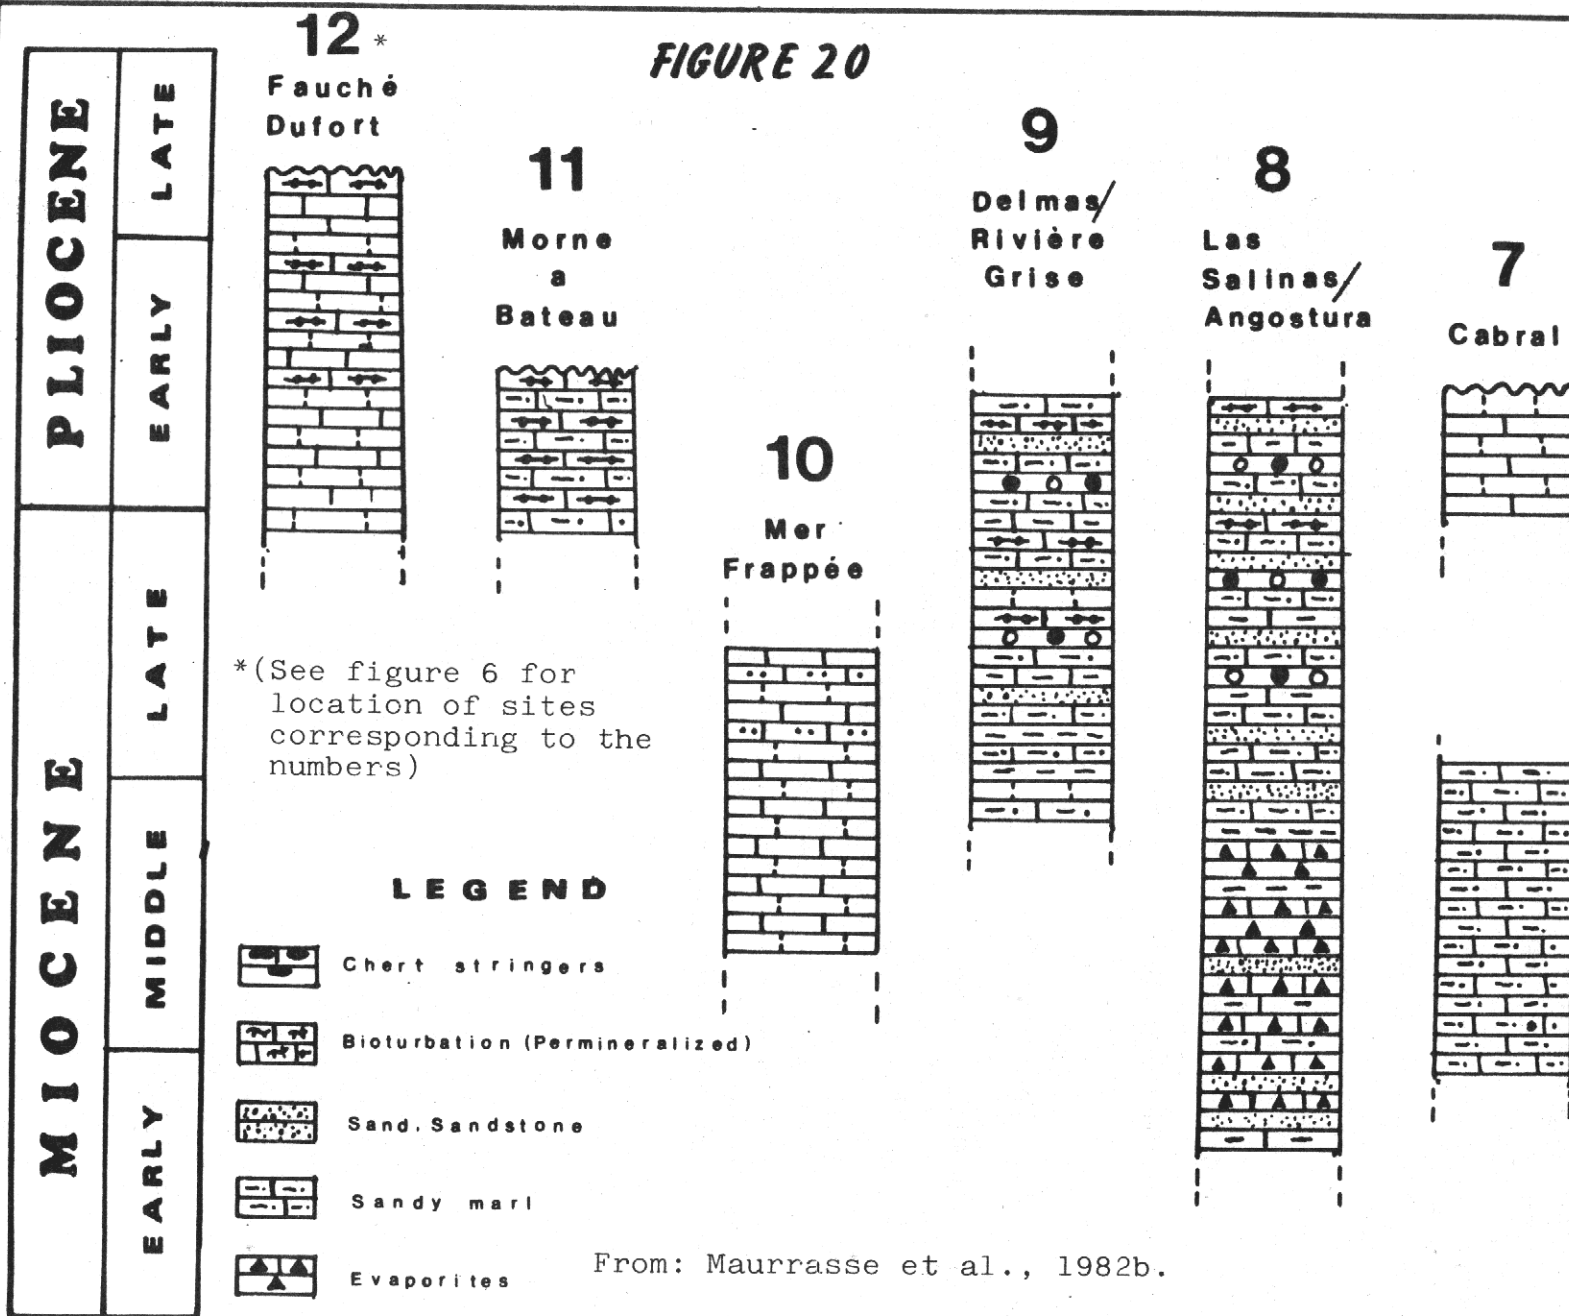 FIGURE 20
PLIOCENE
LATE
EARLY
MIOCENE
LATE
MIDDLE
EARLY
12 *
Fauché
Dufort
11
Morne
a
Bateau
10
Mer
Frappée
9
Delmas/
Rivière
Grise
8
Las
Salinas/
Angostura
7
Cabral
*(See figure 6 for
location of sites
corresponding to the
numbers)
LEGEND
Chert stringers
Bioturbation (Permineralized)
Sand, Sandstone
Sandy marl
Evaporites
From: Maurrasse et al., 1982b.